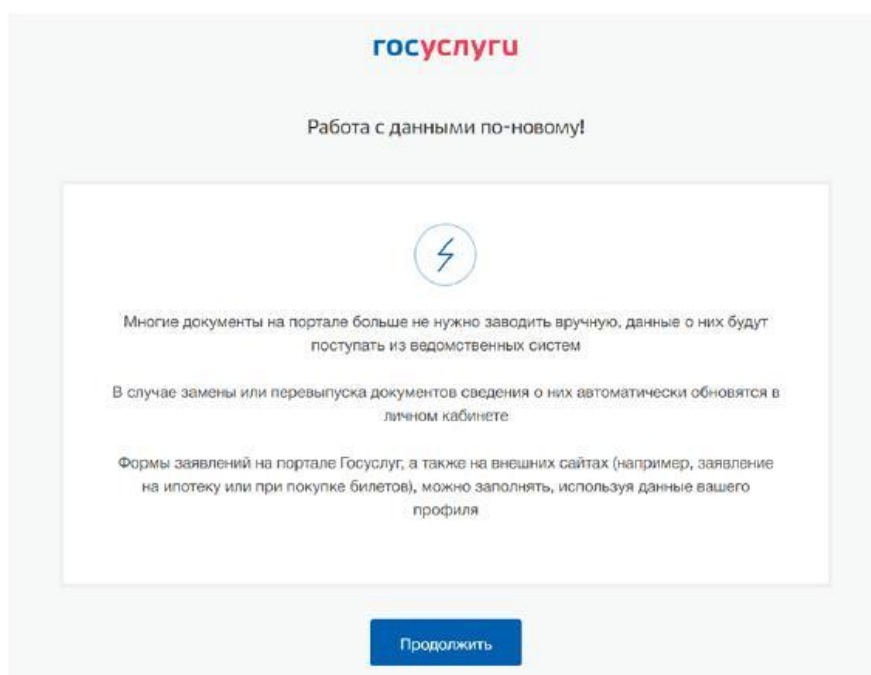 госуслуги
Работа с данными по-новому!
Многие документы на портале больше не нужно заводить вручную, данные о них будут
поступать из ведомственных систем
В случае замены или перевыпуска документов сведения о них автоматически обновятся в
личном кабинете
Формы заявлений на портале Госуслуг, а также на внешних сайтах (например, заявление
на ипотеку или при покупке билетов), можно заполнять, используя данные вашего
профиля
Продолжить